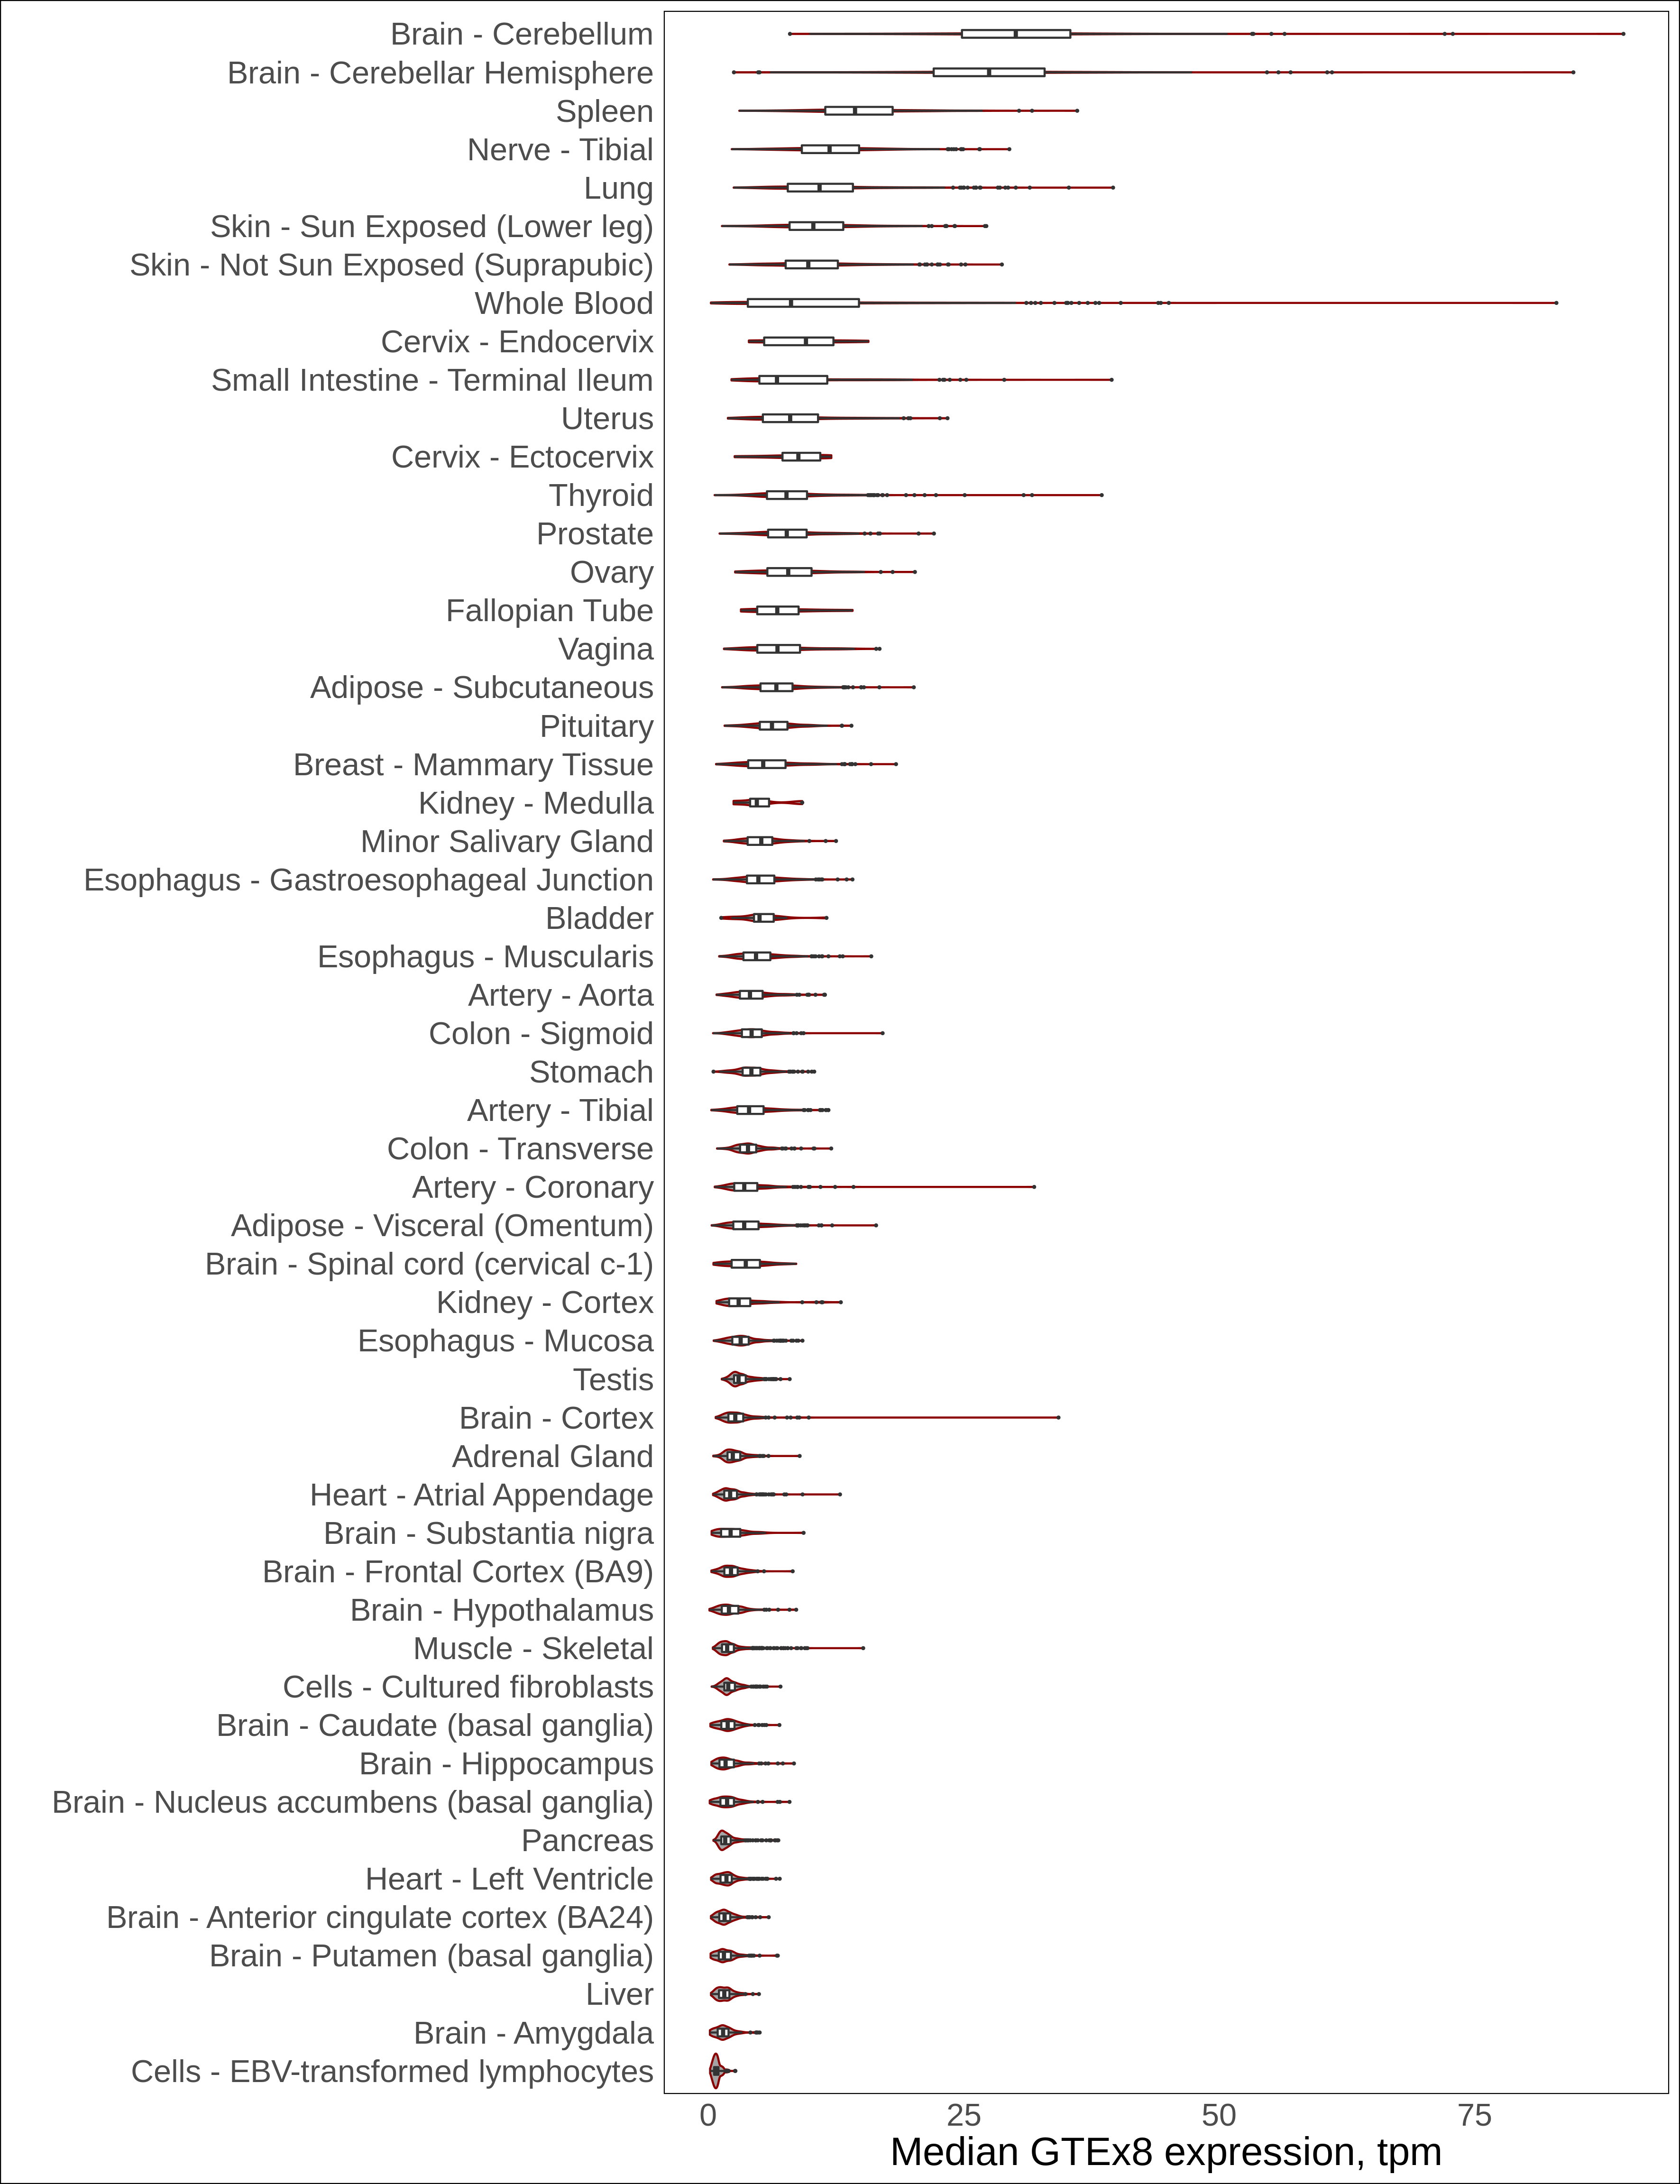 Brain - Cerebellum
Brain - Cerebellar Hemisphere
Spleen
Nerve - Tibial
Lung
Skin - Sun Exposed (Lower leg)
Skin - Not Sun Exposed (Suprapubic)
Whole Blood
Cervix - Endocervix
Small Intestine - Terminal Ileum
Uterus
Cervix - Ectocervix
Thyroid
Prostate
Ovary
Fallopian Tube
Vagina
Adipose - Subcutaneous
Pituitary
Breast - Mammary Tissue
Kidney - Medulla
Minor Salivary Gland
Esophagus - Gastroesophageal Junction
Bladder
Esophagus - Muscularis
Artery - Aorta
Colon - Sigmoid
Stomach
Artery - Tibial
Colon - Transverse
Artery - Coronary
Adipose - Visceral (Omentum)
Brain - Spinal cord (cervical c-1)
Kidney - Cortex
Esophagus - Mucosa
Testis
Brain - Cortex
Adrenal Gland
Heart - Atrial Appendage
Brain - Substantia nigra
Brain - Frontal Cortex (BA9)
Brain - Hypothalamus
Muscle - Skeletal
Cells - Cultured fibroblasts
Brain - Caudate (basal ganglia)
Brain - Hippocampus
Brain - Nucleus accumbens (basal ganglia)
Pancreas
Heart - Left Ventricle
Brain - Anterior cingulate cortex (BA24)
Brain - Putamen (basal ganglia)
Liver
Brain - Amygdala
Cells - EBV-transformed lymphocytes
0 25 50 75
Median GTEx8 expression, tpm